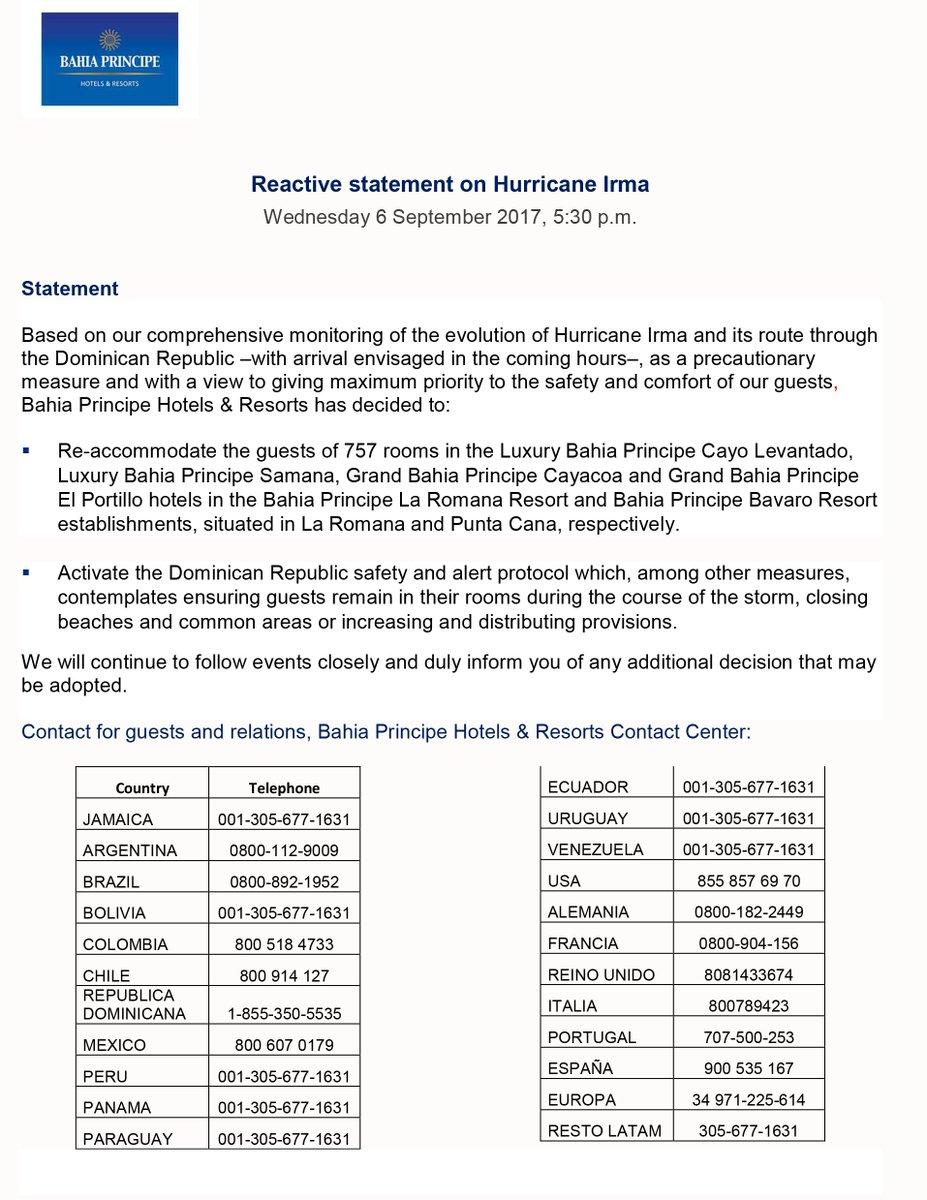 BAHIA PRINCIPE
HOTELS & RESORTS
Reactive statement on Hurricane Irma
Wednesday 6 September 2017, 5:30 p.m.
Statement
Based on our comprehensive monitoring of the evolution of Hurricane Irma and its route through
the Dominican Republic –with arrival envisaged in the coming hours–, as a precautionary
measure and with a view to giving maximum priority to the safety and comfort of our guests,
Bahia Principe Hotels & Resorts has decided to:
▪ Re-accommodate the guests of 757 rooms in the Luxury Bahia Principe Cayo Levantado,
Luxury Bahia Principe Samana, Grand Bahia Principe Cayacoa and Grand Bahia Principe
El Portillo hotels in the Bahia Principe La Romana Resort and Bahia Principe Bavaro Resort
establishments, situated in La Romana and Punta Cana, respectively.
▪ Activate the Dominican Republic safety and alert protocol which, among other measures,
contemplates ensuring guests remain in their rooms during the course of the storm, closing
beaches and common areas or increasing and distributing provisions.
We will continue to follow events closely and duly inform you of any additional decision that may
be adopted.
Contact for guests and relations, Bahia Principe Hotels & Resorts Contact Center:
Country Telephone
JAMAICA 001-305-677-1631
ARGENTINA 0800-112-9009
BRAZIL 0800-892-1952
BOLIVIA 001-305-677-1631
COLOMBIA 800 518 4733
CHILE 800 914 127
REPUBLICA
DOMINICANA 1-855-350-5535
MEXICO 800 607 0179
PERU 001-305-677-1631
PANAMA 001-305-677-1631
PARAGUAY 001-305-677-1631
ECUADOR 001-305-677-1631
URUGUAY 001-305-677-1631
VENEZUELA 001-305-677-1631
USA 855 857 69 70
ALEMANIA 0800-182-2449
FRANCIA 0800-904-156
REINO UNIDO 8081433674
ITALIA 800789423
PORTUGAL 707-500-253
ESPAÑA 900 535 167
EUROPA 34 971-225-614
RESTO LATAM 305-677-1631